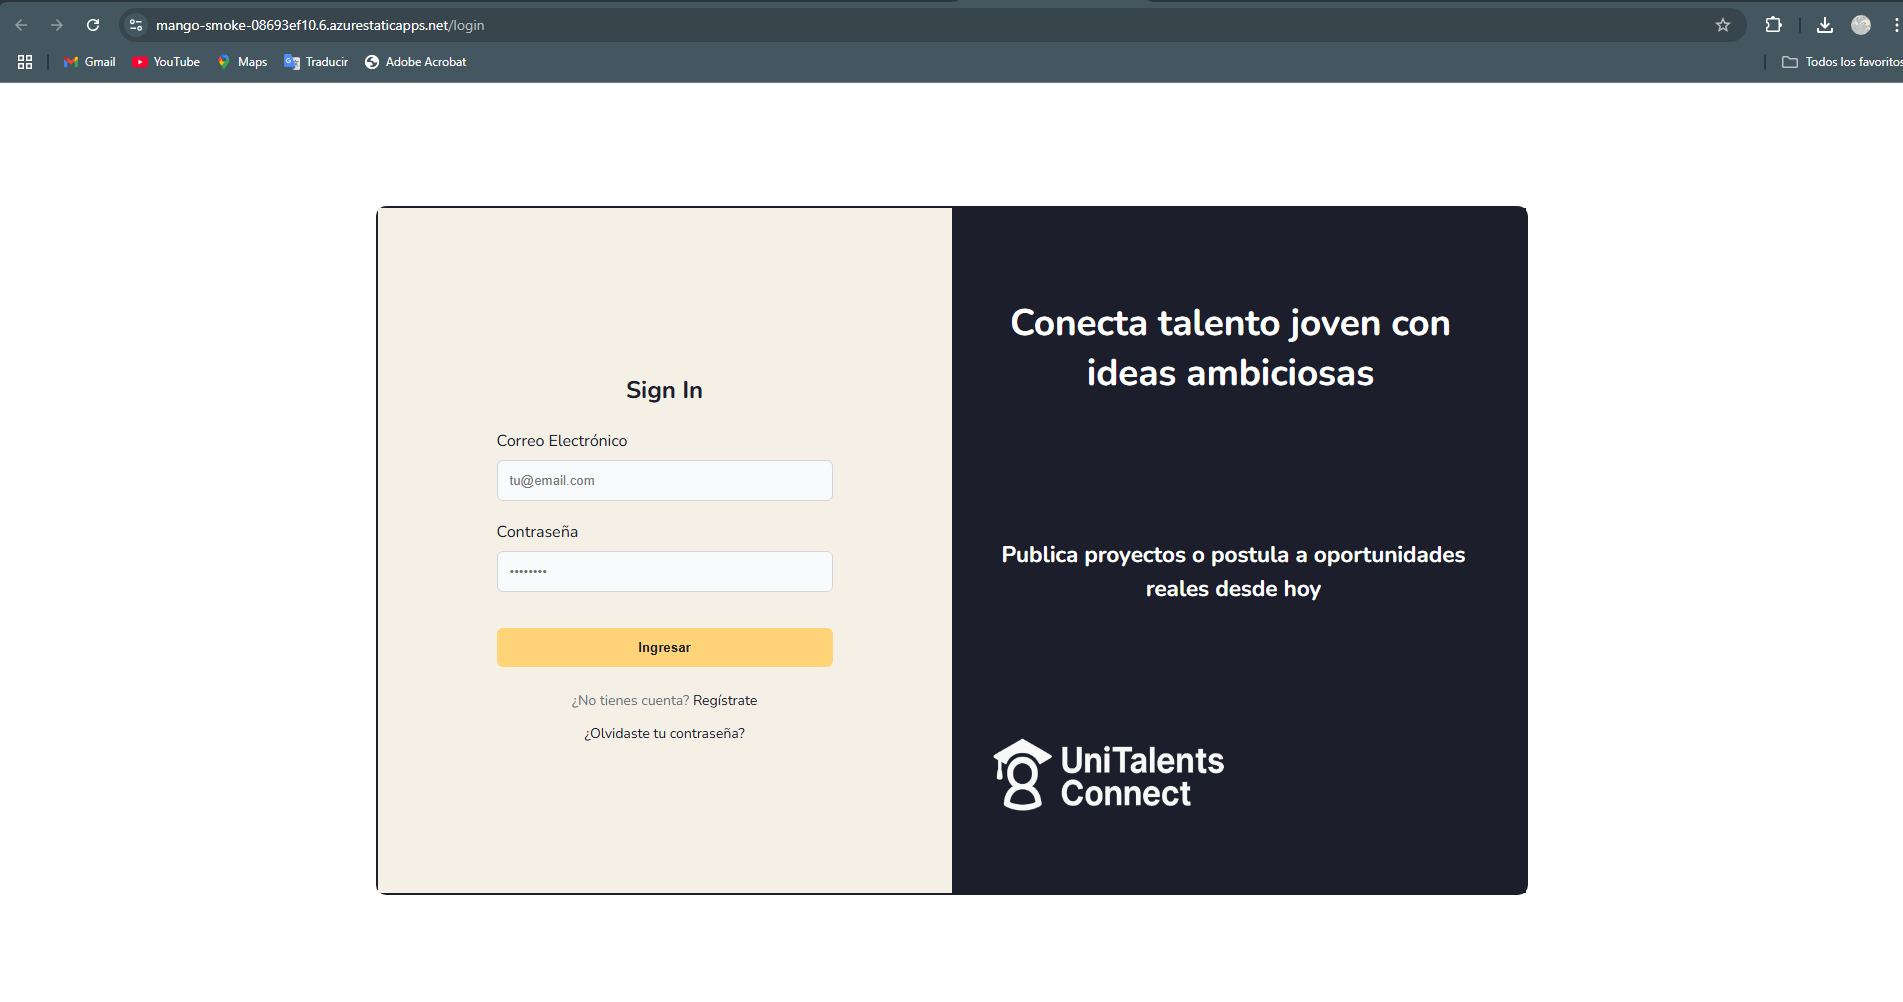 mango-smoke-08693ef10.6.azurestaticapps.net/login
Gmail
YouTube
Maps
Traducir
Adobe Acrobat
Todos los favoritos
Sign In
Correo Electrónico
tu@email.com
Contraseña
••••••••
Ingresar
¿No tienes cuenta? Regístrate
¿Olvidaste tu contraseña?
Conecta talento joven con
ideas ambiciosas
Publica proyectos o postula a oportunidades
reales desde hoy
UniTalents
Connect